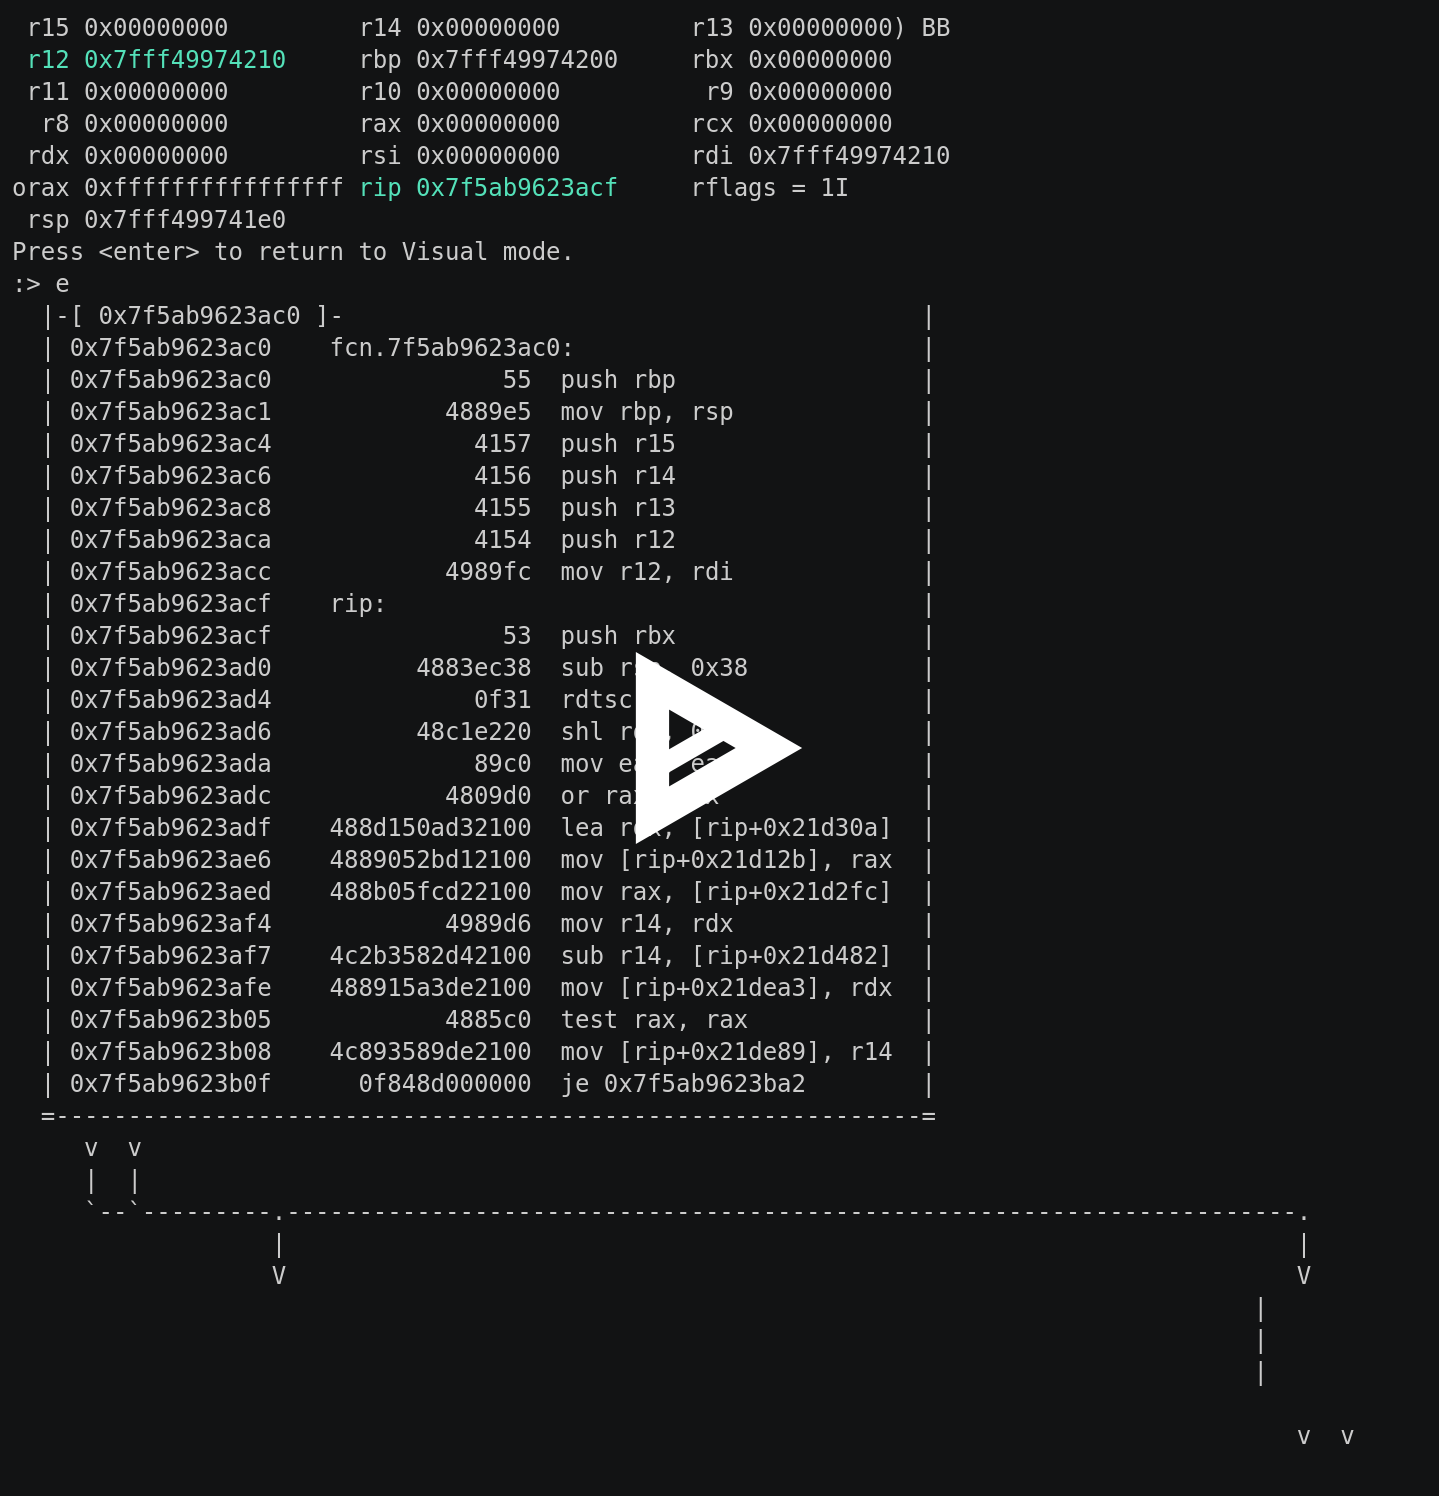 r15 0x00000000 r14 0x00000000 r13 0x00000000) BB
r12 0x7fff49974210 rbp 0x7fff49974200 rbx 0x00000000
r11 0x00000000 r10 0x00000000 r9 0x00000000
r8 0x00000000 rax 0x00000000 rcx 0x00000000
rdx 0x00000000 rsi 0x00000000 rdi 0x7fff49974210
orax 0xffffffffffffffff rip 0x7f5ab9623acf rflags = 1I
rsp 0x7fff499741e0
Press <enter> to return to Visual mode.
:> e
|-[ 0x7f5ab9623ac0 ]- |
| 0x7f5ab9623ac0 fcn.7f5ab9623ac0: |
| 0x7f5ab9623ac0 55 push rbp |
| 0x7f5ab9623ac1 4889e5 mov rbp, rsp |
| 0x7f5ab9623ac4 4157 push r15 |
| 0x7f5ab9623ac6 4156 push r14 |
| 0x7f5ab9623ac8 4155 push r13 |
| 0x7f5ab9623aca 4154 push r12 |
| 0x7f5ab9623acc 4989fc mov r12, rdi |
| 0x7f5ab9623acf rip: |
| 0x7f5ab9623acf 53 push rbx |
| 0x7f5ab9623ad0 4883ec38 sub 0x38 |
| 0x7f5ab9623ad4 0f31 rdtsc |
| 0x7f5ab9623ad6 48c1e220 shl |
| 0x7f5ab9623ada 89c0 mov |
| 0x7f5ab9623adc 4809d0 or |
| 0x7f5ab9623adf 488d150ad32100 lea [rip+0x21d30a] |
| 0x7f5ab9623ae6 4889052bd12100 mov [rip+0x21d12b], rax |
| 0x7f5ab9623aed 488b05fcd22100 mov rax, [rip+0x21d2fc] |
| 0x7f5ab9623af4 4989d6 mov r14, rdx |
| 0x7f5ab9623af7 4c2b3582d42100 sub r14, [rip+0x21d482] |
| 0x7f5ab9623afe 488915a3de2100 mov [rip+0x21dea3], rdx |
| 0x7f5ab9623b05 4885c0 test rax, rax |
| 0x7f5ab9623b08 4c893589de2100 mov [rip+0x21de89], r14 |
| 0x7f5ab9623b0f 0f848d000000 je 0x7f5ab9623ba2 |
=------------------------------------------------------------=
v v
| |
`--`---------.----------------------------------------------------------------------.
| |
V V
|
|
|
v v